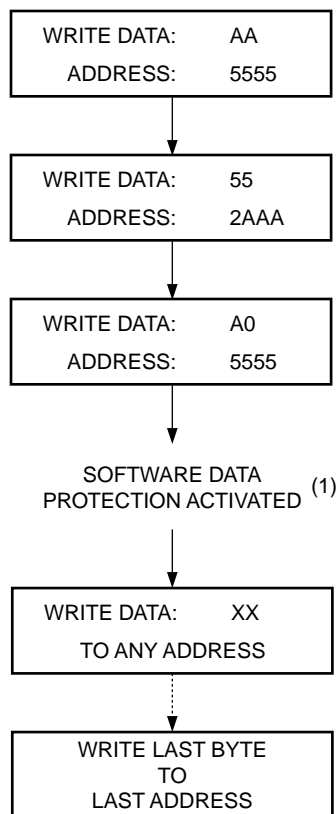 WRITE DATA: AA
ADDRESS: 5555
WRITE DATA: 55
ADDRESS: 2AAA
WRITE DATA: A0
ADDRESS: 5555
SOFTWARE DATA
PROTECTION ACTIVATED (1)
WRITE DATA: XX
TO ANY ADDRESS
WRITE LAST BYTE
TO
LAST ADDRESS